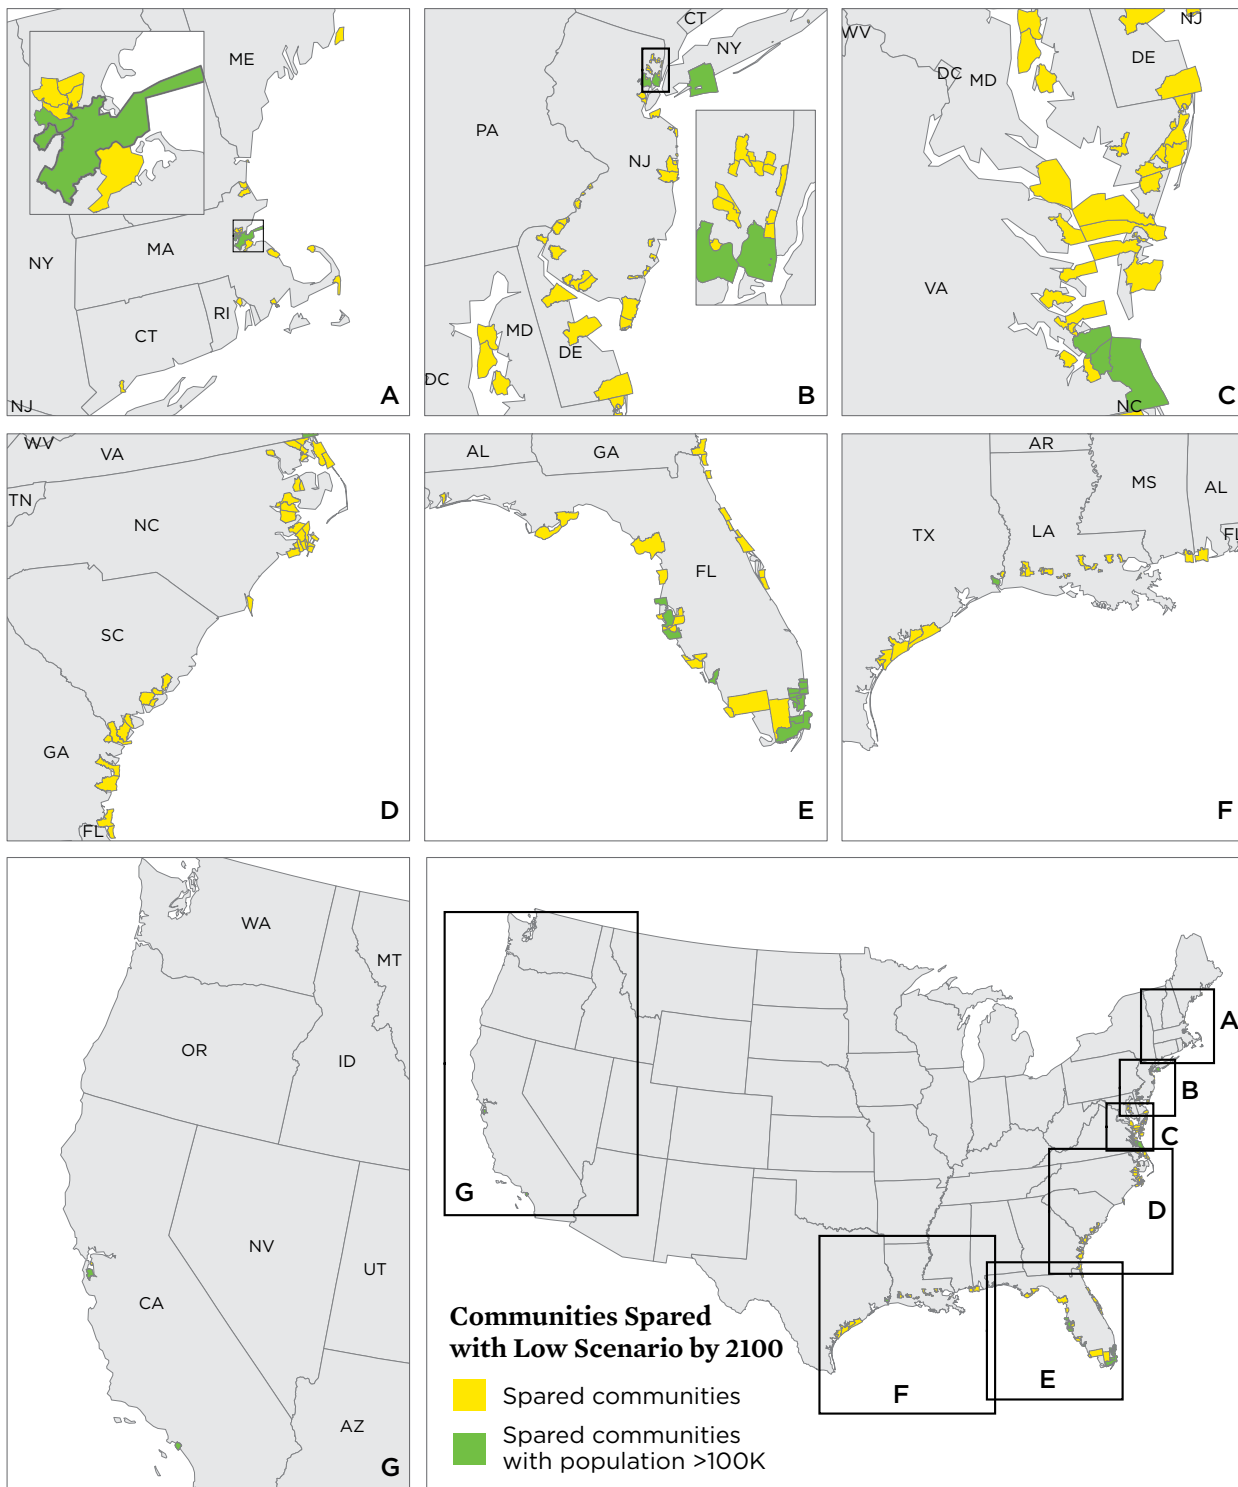 ME
NY
MA
CT
RI
NJ
A
CT
NY
PA
NJ
MD
DE
DC
B
WV
NJ
DE
DC
MD
VA
NC
C
WV
VA
TN
NC
SC
GA
FL
D
AL
GA
FL
E
AR
MS
AL
TX
LA
FL
F
WA
MT
OR
ID
NV
UT
CA
AZ
G
A
B
C
G
D
F
E
Communities Spared
with Low Scenario by 2100
Spared communities
Spared communities
with population >100K